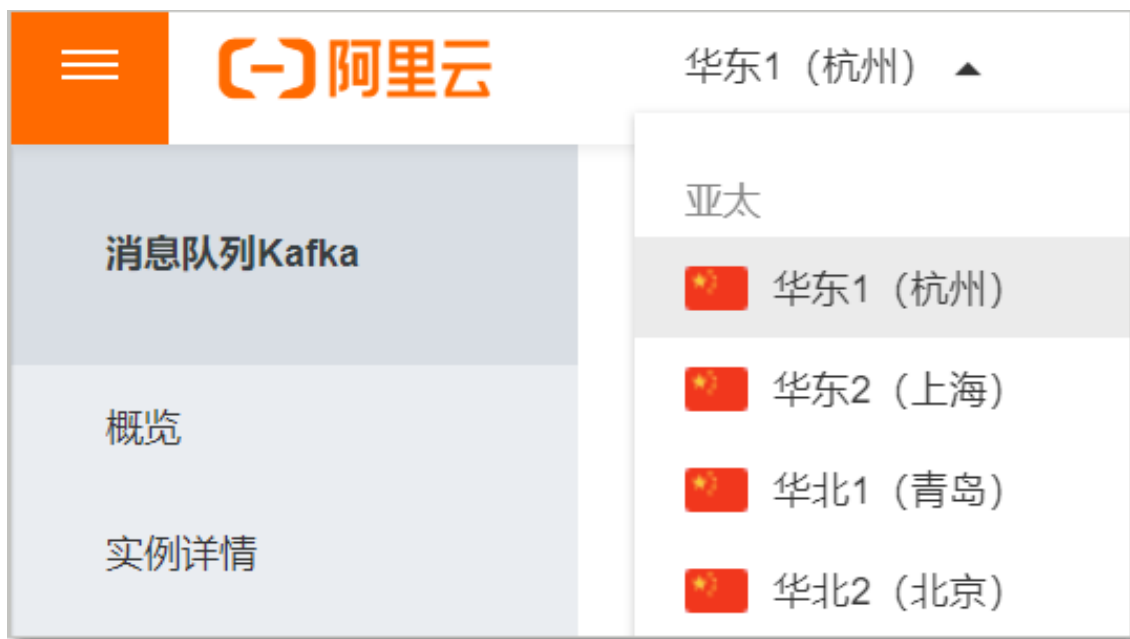 阿里云
华东1（杭州）
亚太
消息队列Kafka
华东1（杭州）
华东2（上海）
概览
华北1（青岛）
实例详情
华北2（北京）